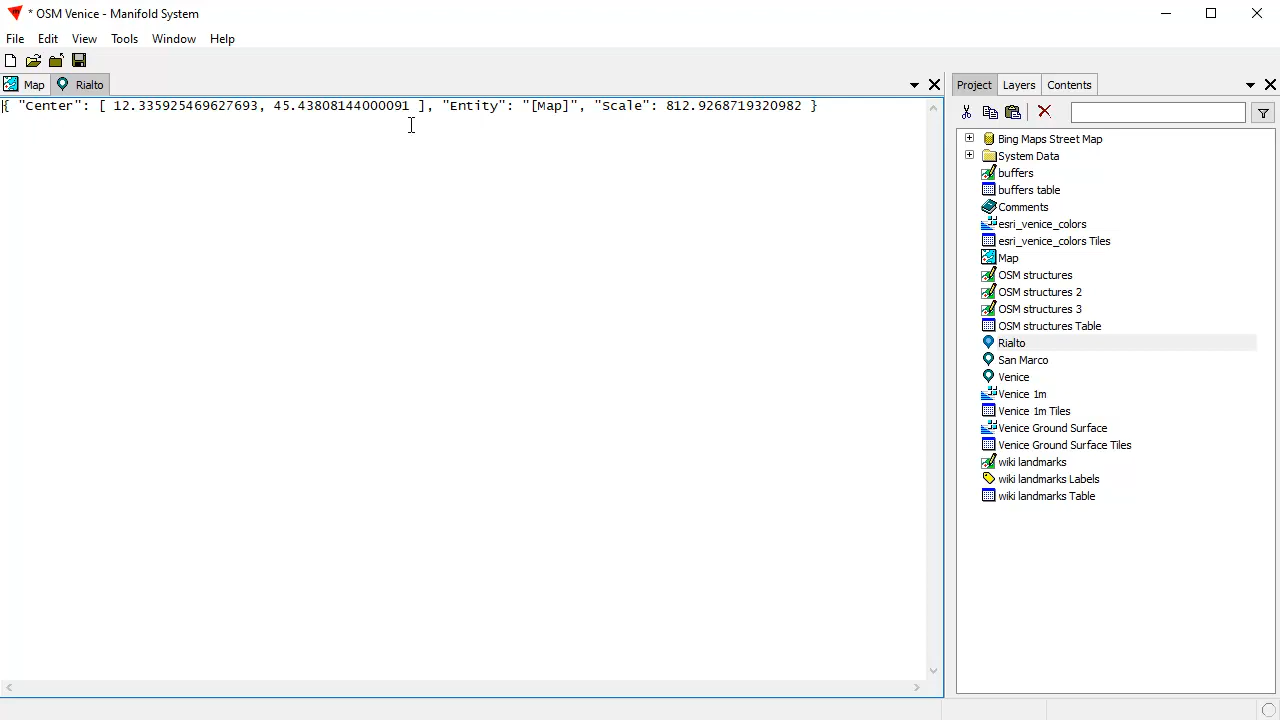 * OSM Venice - Manifold System
File Edit View Tools Window Help
Map Rialto
{ "Center": [ 12.335925469627693, 45.43808144000091 ], "Entity": "[Map]", "Scale": 812.9268719320982 }
Project Layers Contents
Bing Maps Street Map
System Data
buffers
buffers table
Comments
esri_venice_colors
esri_venice_colors Tiles
Map
OSM structures
OSM structures 2
OSM structures 3
OSM structures Table
Rialto
San Marco
Venice
Venice 1m
Venice 1m Tiles
Venice Ground Surface
Venice Ground Surface Tiles
wiki landmarks
wiki landmarks Labels
wiki landmarks Table